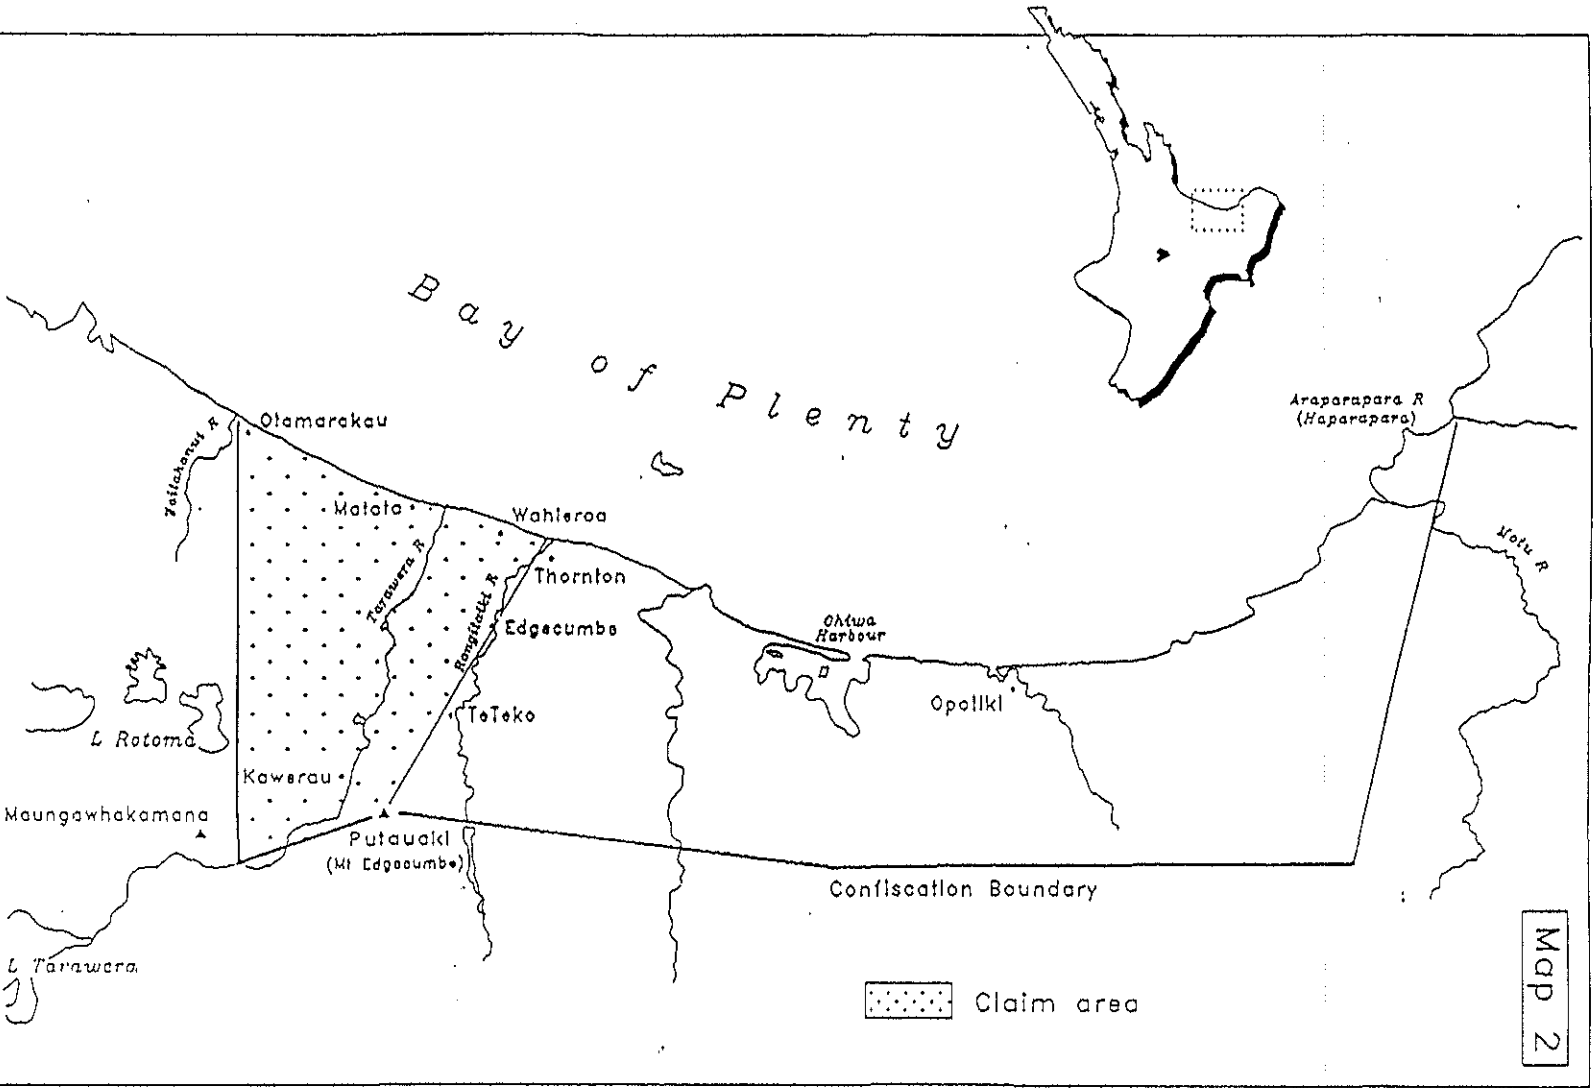 Bay of Plenty
Araparapara R
(Haparapara)
Otamarakau
Matata
Wahieroa
Motu R
Tarawera R
Rangitaiki R
Thornton
Edgecumbe
Ohiwa
Harbour
TeTeko
Opotiki
L Rotoma
Kawerau
Maungawhakamana
Putauaki
(Mt Edgecumbe)
Confiscation Boundary
L Tarawera
Claim area
Map 2